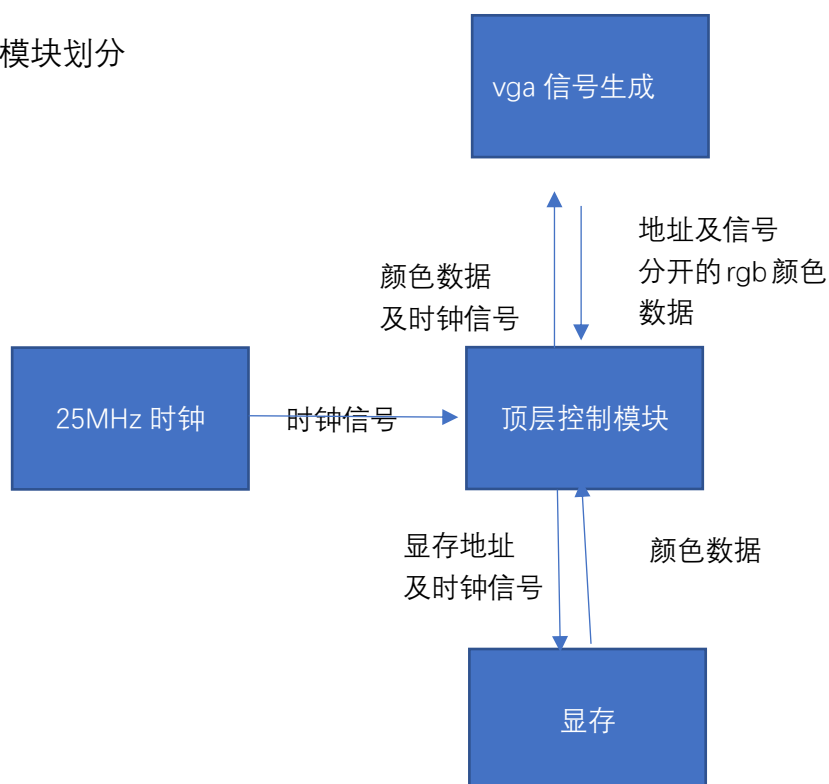 模块划分
vga 信号生成
地址及信号
分开的 rgb 颜色
数据
颜色数据
及时钟信号
25MHz 时钟
时钟信号
顶层控制模块
显存地址
及时钟信号
颜色数据
显存